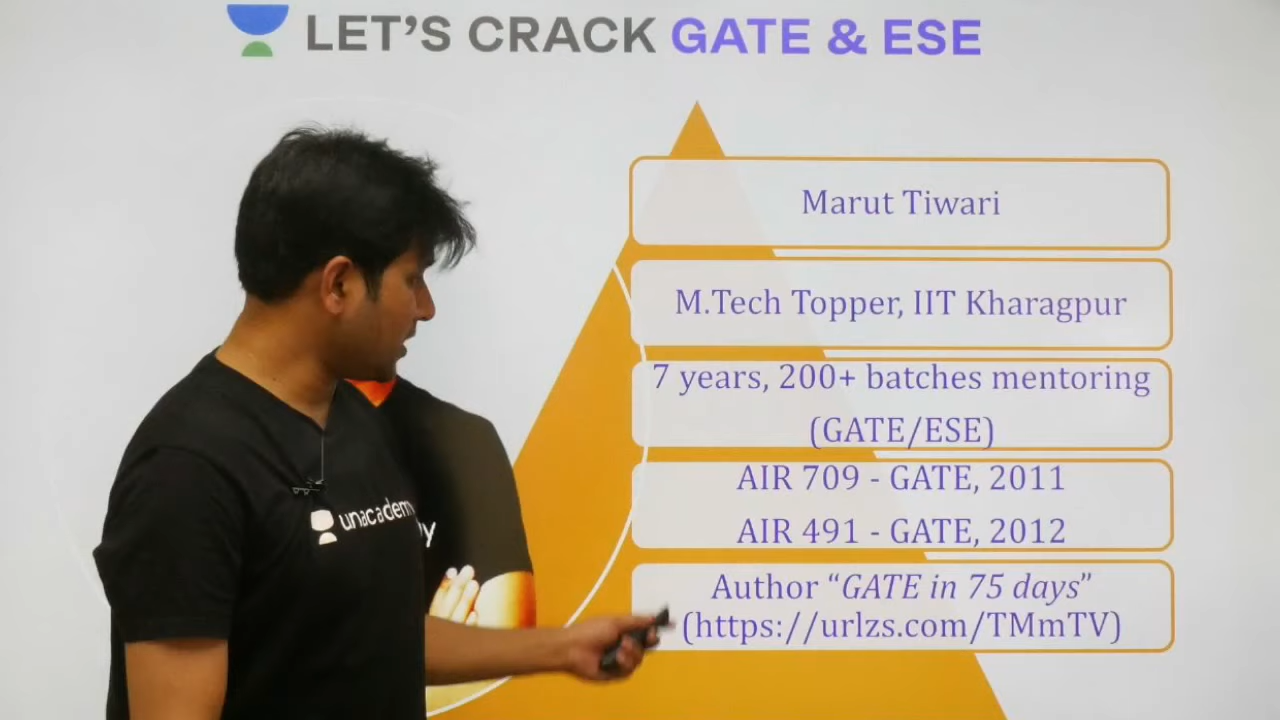 LET'S CRACK GATE & ESE
Marut Tiwari
M.Tech Topper, IIT Kharagpur
7 years, 200+ batches mentoring
(GATE/ESE)
AIR 709 - GATE, 2011
AIR 491 - GATE, 2012
Author “GATE in 75 days”
(https://urlzs.com/TMmTV)
unacademy